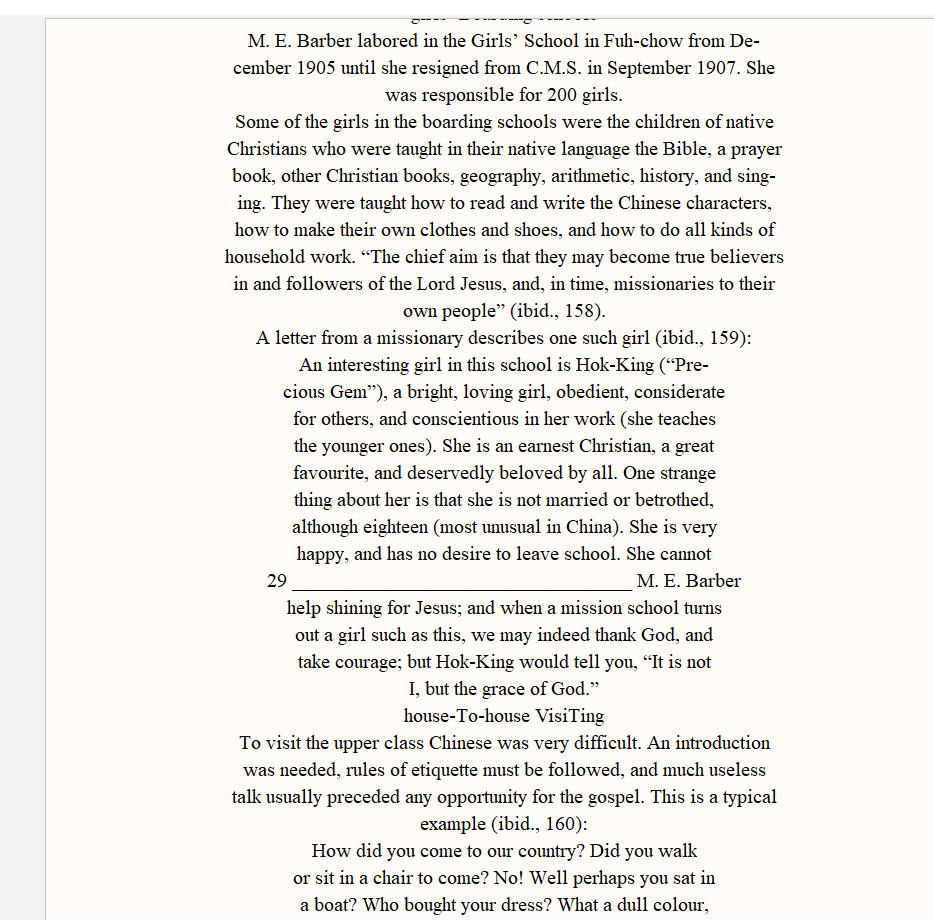 M. E. Barber labored in the Girls’ School in Fuh-chow from De-
cember 1905 until she resigned from C.M.S. in September 1907. She
was responsible for 200 girls.
Some of the girls in the boarding schools were the children of native
Christians who were taught in their native language the Bible, a prayer
book, other Christian books, geography, arithmetic, history, and sing-
ing. They were taught how to read and write the Chinese characters,
how to make their own clothes and shoes, and how to do all kinds of
household work. “The chief aim is that they may become true believers
in and followers of the Lord Jesus, and, in time, missionaries to their
own people” (ibid., 158).
A letter from a missionary describes one such girl (ibid., 159):
An interesting girl in this school is Hok-King (“Pre-
cious Gem”), a bright, loving girl, obedient, considerate
for others, and conscientious in her work (she teaches
the younger ones). She is an earnest Christian, a great
favourite, and deservedly beloved by all. One strange
thing about her is that she is not married or betrothed,
although eighteen (most unusual in China). She is very
happy, and has no desire to leave school. She cannot
29 __________________________________ M. E. Barber
help shining for Jesus; and when a mission school turns
out a girl such as this, we may indeed thank God, and
take courage; but Hok-King would tell you, “It is not
I, but the grace of God.”
house-To-house VisiTing
To visit the upper class Chinese was very difficult. An introduction
was needed, rules of etiquette must be followed, and much useless
talk usually preceded any opportunity for the gospel. This is a typical
example (ibid., 160):
How did you come to our country? Did you walk
or sit in a chair to come? No! Well perhaps you sat in
a boat? Who bought your dress? What a dull colour,